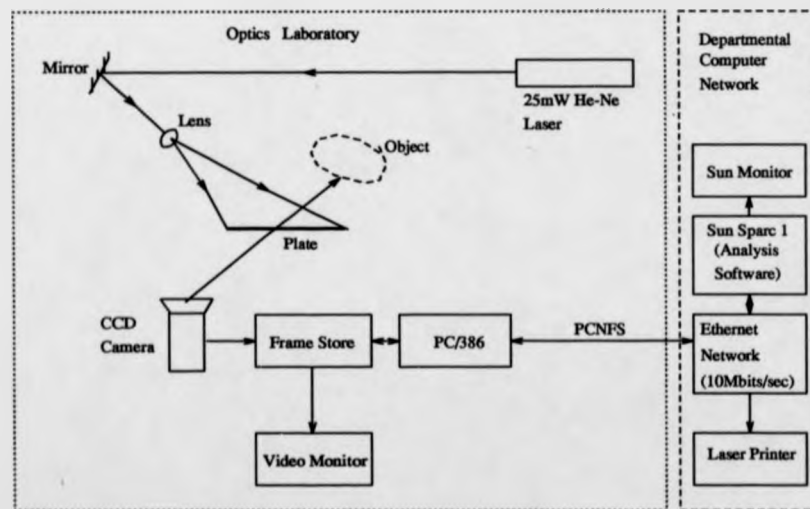 Optics Laboratory
Mirror
25mW He-Ne
Laser
Lens
Object
Plate
CCD
Camera
Frame Store
PC/386
PCNFS
Video Monitor
Departmental
Computer
Network
Sun Monitor
Sun Sparc 1
(Analysis
Software)
Ethernet
Network
(10Mbits/sec)
Laser Printer